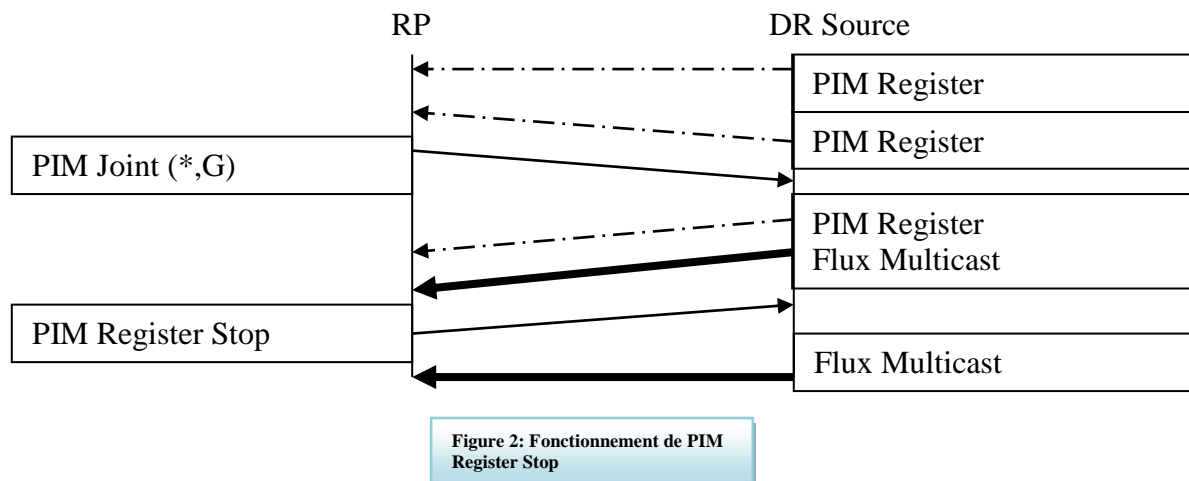 RP
DR Source
PIM Register
PIM Register
PIM Joint (*,G)
PIM Register
Flux Multicast
PIM Register Stop
Flux Multicast
Figure 2: Fonctionnement de PIM
Register Stop